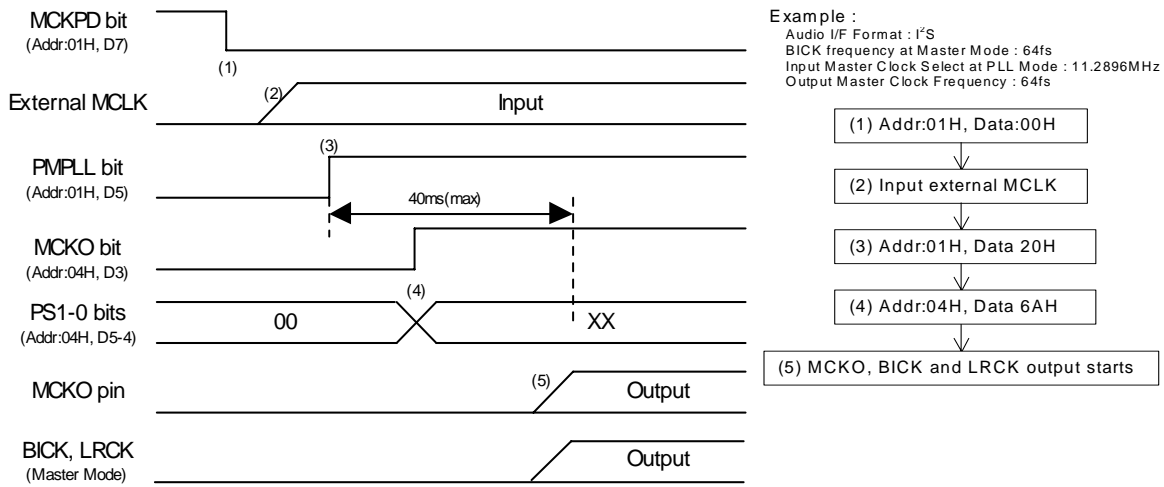 MCKPD bit
(Addr:01H, D7)
(1)
External MCLK
(2)
Input
(3)
PMPLL bit
(Addr:01H, D5)
40ms(max)
MCKO bit
(Addr:04H, D3)
(4)
PS1-0 bits
(Addr:04H, D5-4)
00
XX
MCKO pin
(5)
Output
BICK, LRCK
(Master Mode)
Output
Example :
Audio I/F Format : I²S
BICK frequency at Master Mode : 64fs
Input Master Clock Select at PLL Mode : 11.2896MHz
Output Master Clock Frequency : 64fs
(1) Addr:01H, Data:00H
(2) Input external MCLK
(3) Addr:01H, Data 20H
(4) Addr:04H, Data 6AH
(5) MCKO, BICK and LRCK output starts